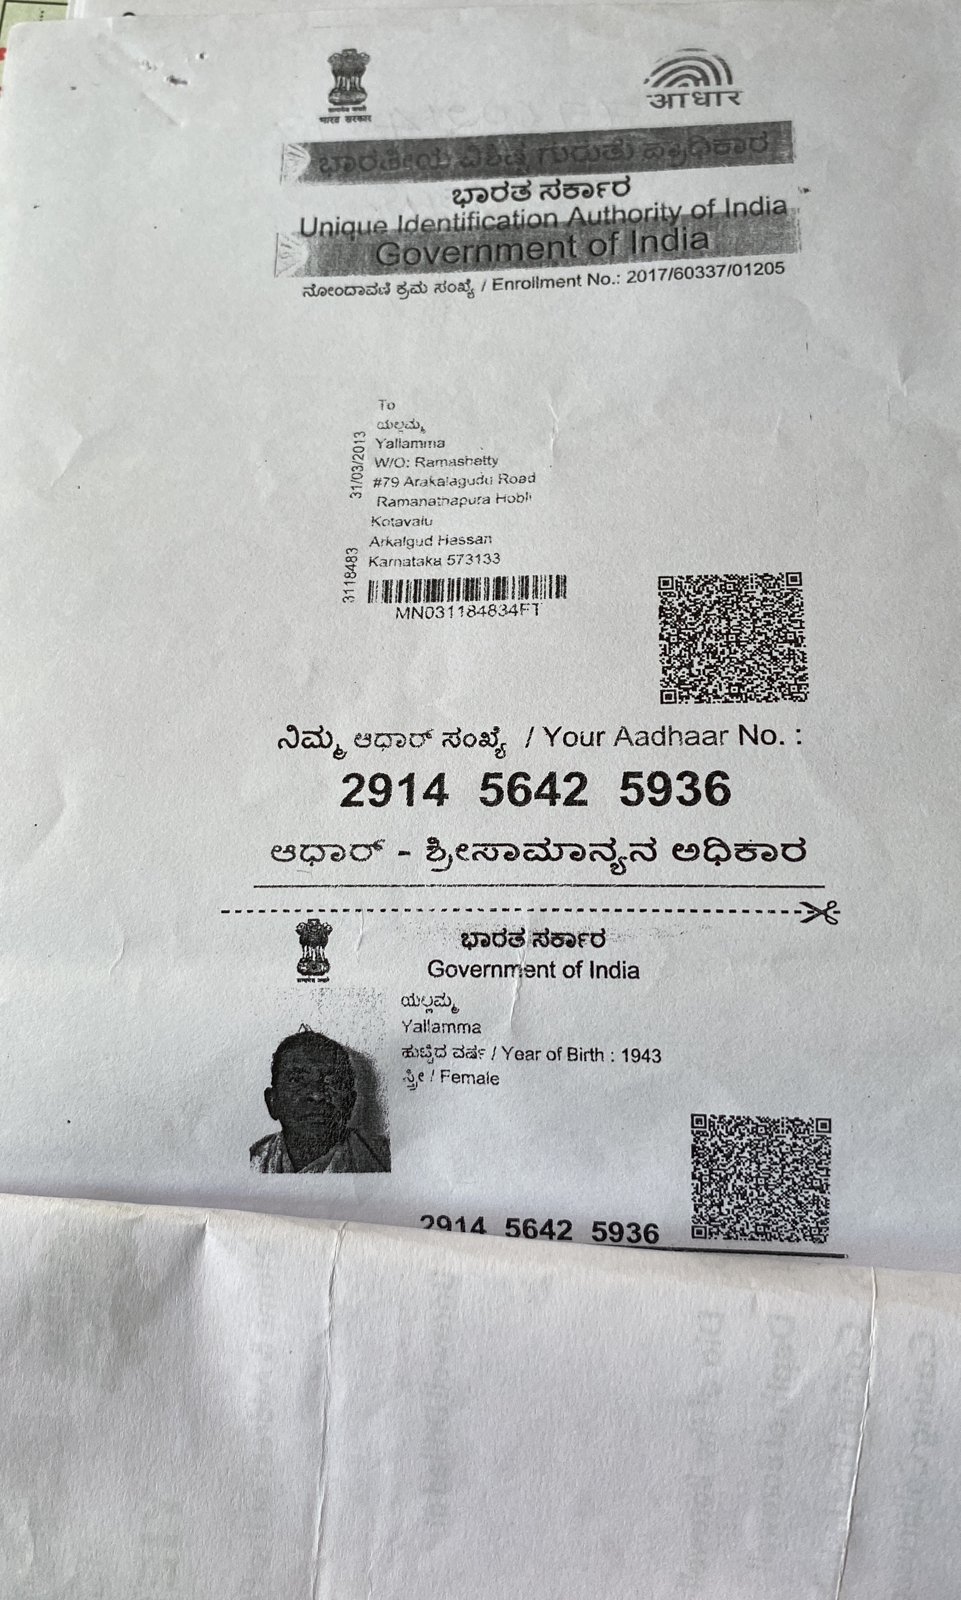 भारत सरकार
आधार
ಭಾರತೀಯ ವಿಶಿಷ್ಟ ಗುರುತು ಪ್ರಾಧಿಕಾರ
ಭಾರತ ಸರ್ಕಾರ
Unique Identification Authority of India
Government of India
ನೋಂದಾವಣೆ ಕ್ರಮ ಸಂಖ್ಯೆ / Enrollment No.: 2017/60337/01205
31/03/2013
3118483
To
ಯಲ್ಲಮ್ಮ
Yallamma
W/O: Ramashetty
#79 Arakalagudu Road
Ramanathapura Hobli
Kotavalu
Arkalgud Hassan
Karnataka 573133
MN031184834FT
ನಿಮ್ಮ ಆಧಾರ್ ಸಂಖ್ಯೆ / Your Aadhaar No. :
2914 5642 5936
ಆಧಾರ್ - ಶ್ರೀಸಾಮಾನ್ಯನ ಅಧಿಕಾರ
ಭಾರತ ಸರ್ಕಾರ
Government of India
ಯಲ್ಲಮ್ಮ
Yallamma
ಹುಟ್ಟಿದ ವರ್ಷ / Year of Birth : 1943
ಸ್ತ್ರೀ / Female
2914 5642 5936